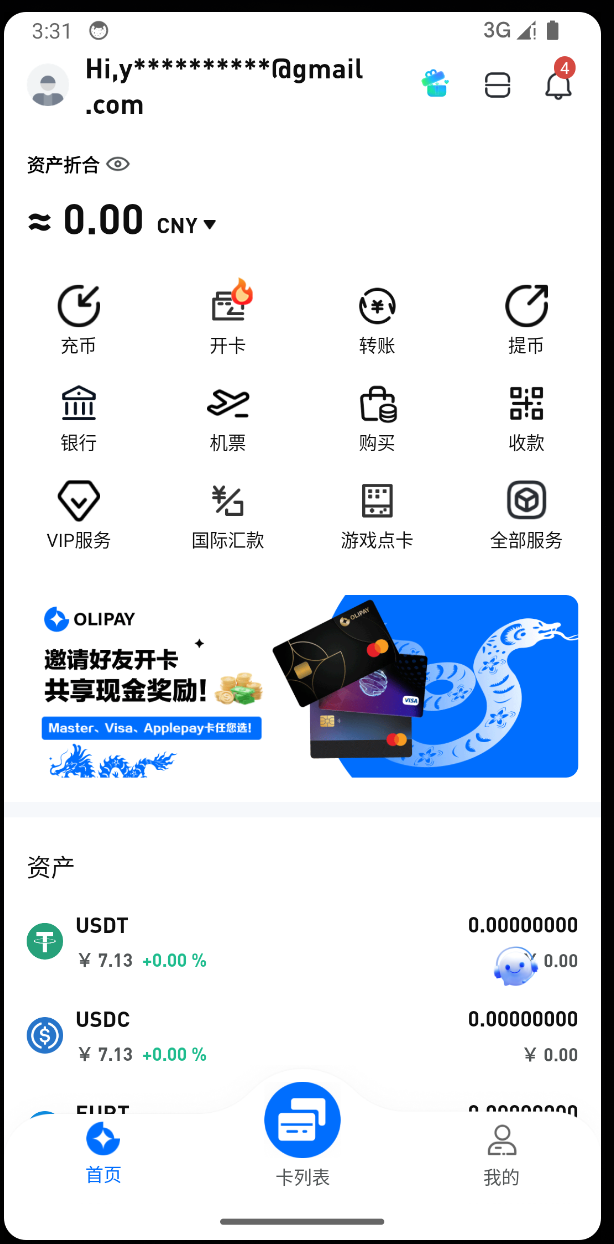 3:31
3G
Hi,y**********@gmail
.com
4
资产折合
≈ 0.00 CNY
充币 开卡 转账 提币
银行 机票 购买 收款
VIP服务 国际汇款 游戏点卡 全部服务
OLIPAY
邀请好友开卡
共享现金奖励!
Master、Visa、Applepay卡任您选!
OLIPAY
VISA
资产
USDT 0.00000000
¥ 7.13 +0.00 % 0.00
USDC 0.00000000
¥ 7.13 +0.00 % ¥ 0.00
首页 卡列表 我的